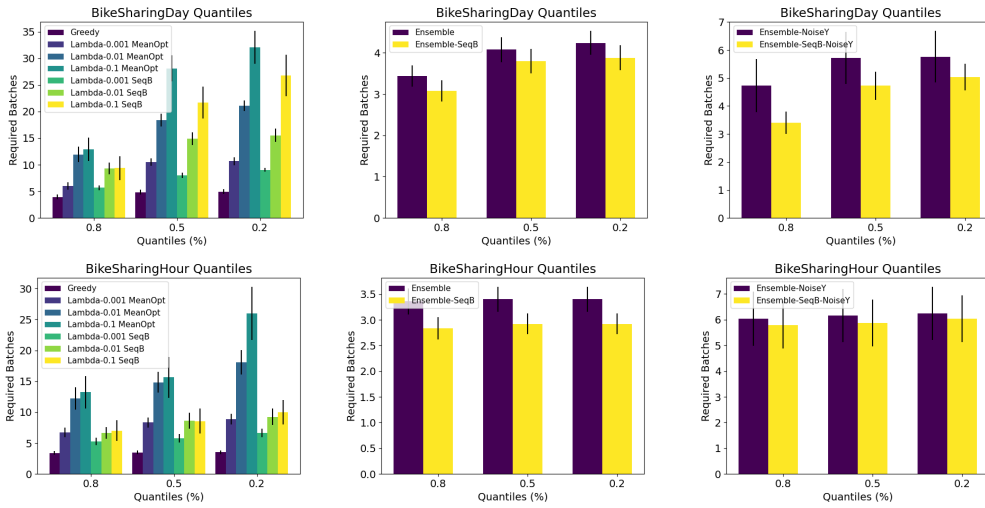 BikeSharingDay Quantiles
Required Batches
35
30
25
20
15
10
5
0
Greedy
Lambda-0.001 MeanOpt
Lambda-0.01 MeanOpt
Lambda-0.1 MeanOpt
Lambda-0.001 SeqB
Lambda-0.01 SeqB
Lambda-0.1 SeqB
0.8
0.5
0.2
Quantiles (%)
BikeSharingDay Quantiles
Required Batches
4
3
2
1
0
Ensemble
Ensemble-SeqB
0.8
0.5
0.2
Quantiles (%)
BikeSharingDay Quantiles
Required Batches
7
6
5
4
3
2
1
0
Ensemble-NoiseY
Ensemble-SeqB-NoiseY
0.8
0.5
0.2
Quantiles (%)
BikeSharingHour Quantiles
Required Batches
30
25
20
15
10
5
0
Greedy
Lambda-0.001 MeanOpt
Lambda-0.01 MeanOpt
Lambda-0.1 MeanOpt
Lambda-0.001 SeqB
Lambda-0.01 SeqB
Lambda-0.1 SeqB
0.8
0.5
0.2
Quantiles (%)
BikeSharingHour Quantiles
Required Batches
3.5
3.0
2.5
2.0
1.5
1.0
0.5
0.0
Ensemble
Ensemble-SeqB
0.8
0.5
0.2
Quantiles (%)
BikeSharingHour Quantiles
Required Batches
7
6
5
4
3
2
1
0
Ensemble-NoiseY
Ensemble-SeqB-NoiseY
0.8
0.5
0.2
Quantiles (%)